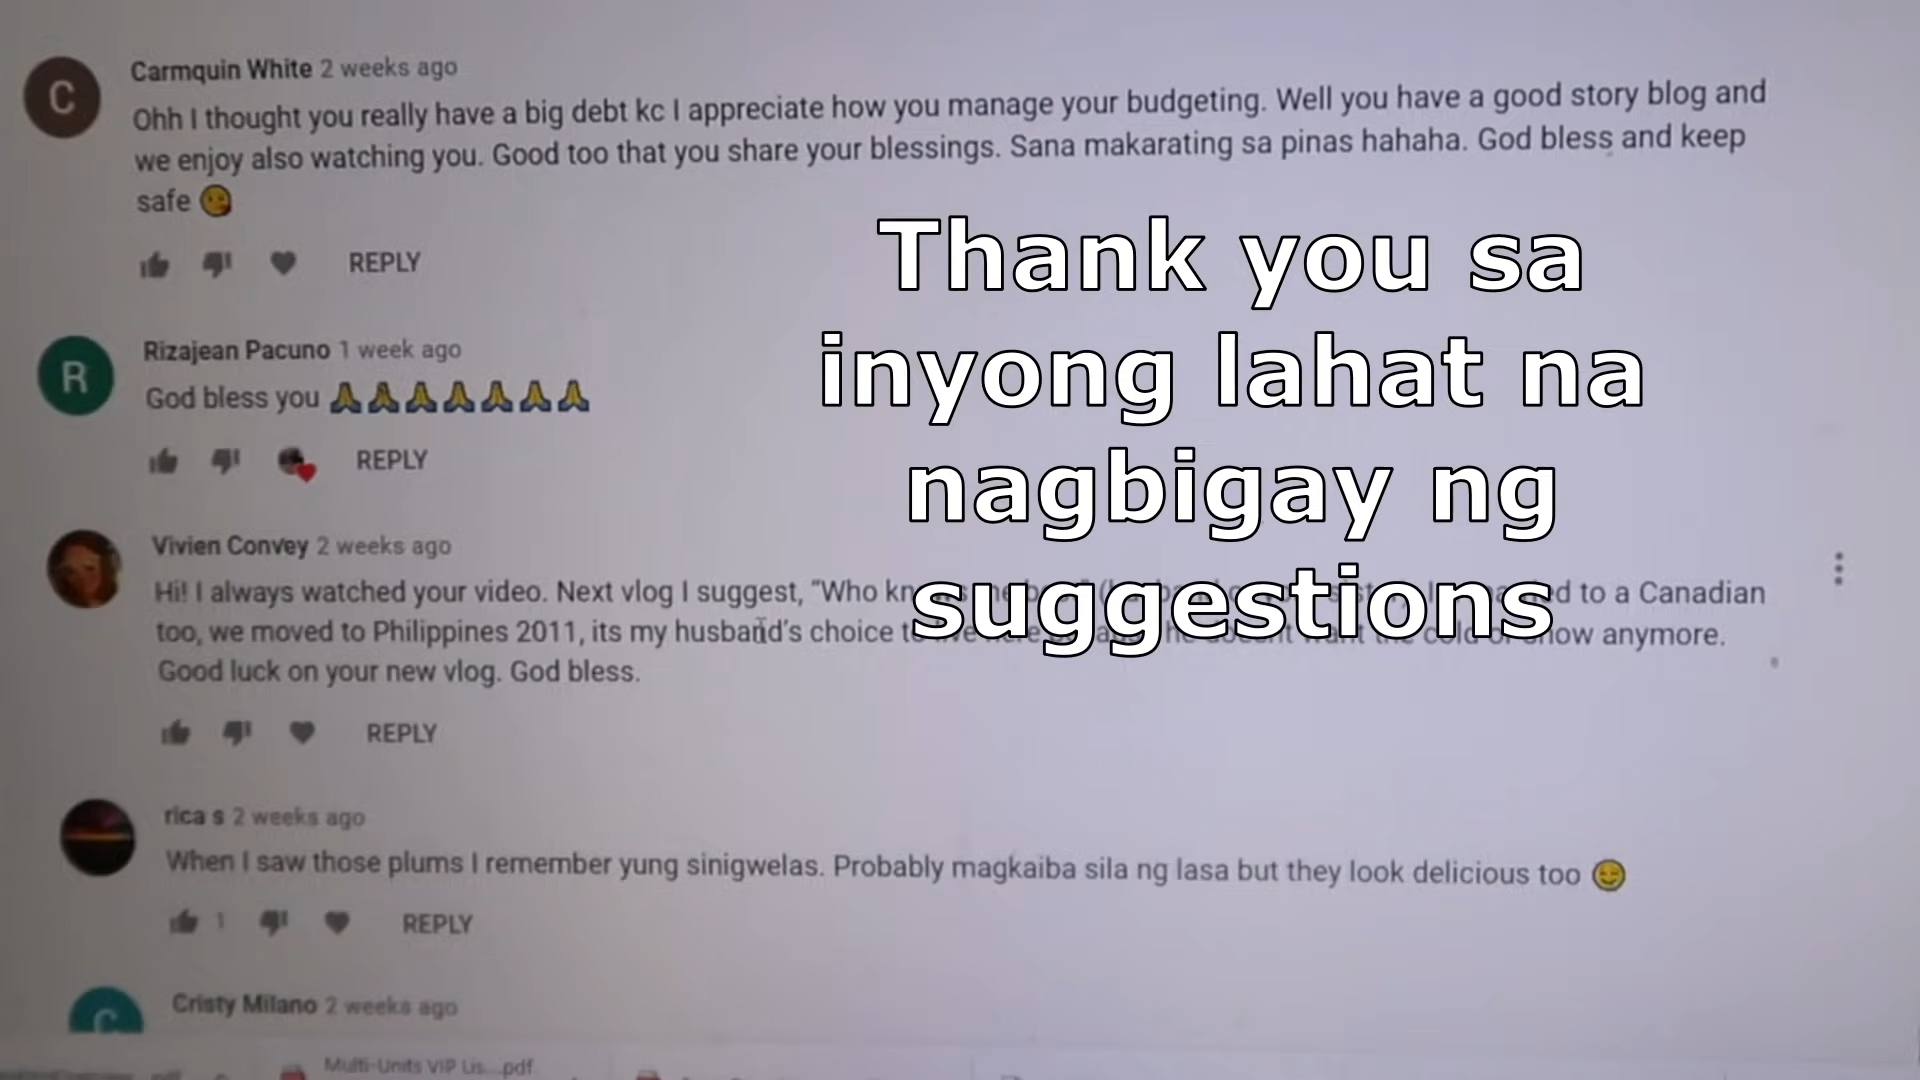 Carmquin White 2 weeks ago
Ohh I thought you really have a big debt kc I appreciate how you manage your budgeting. Well you have a good story blog and
we enjoy also watching you. Good too that you share your blessings. Sana makarating sa pinas hahaha. God bless and keep
safe 😘
REPLY
Thank you sa
inyong lahat na
nagbigay ng
suggestions
Rizajean Pacuno 1 week ago
God bless you 🙏🙏🙏🙏🙏🙏🙏
REPLY
Vivien Convey 2 weeks ago
Hi! I always watched your video. Next vlog I suggest, “Who to a Canadian
too, we moved to Philippines 2011, its my husband's choice anymore.
Good luck on your new vlog. God bless.
REPLY
rica s 2 weeks ago
When I saw those plums I remember yung sinigwelas. Probably magkaiba sila ng lasa but they look delicious too 😊
1 REPLY
Cristy Milano 2 weeks ago
Multi-Units VIP Lis...pdf